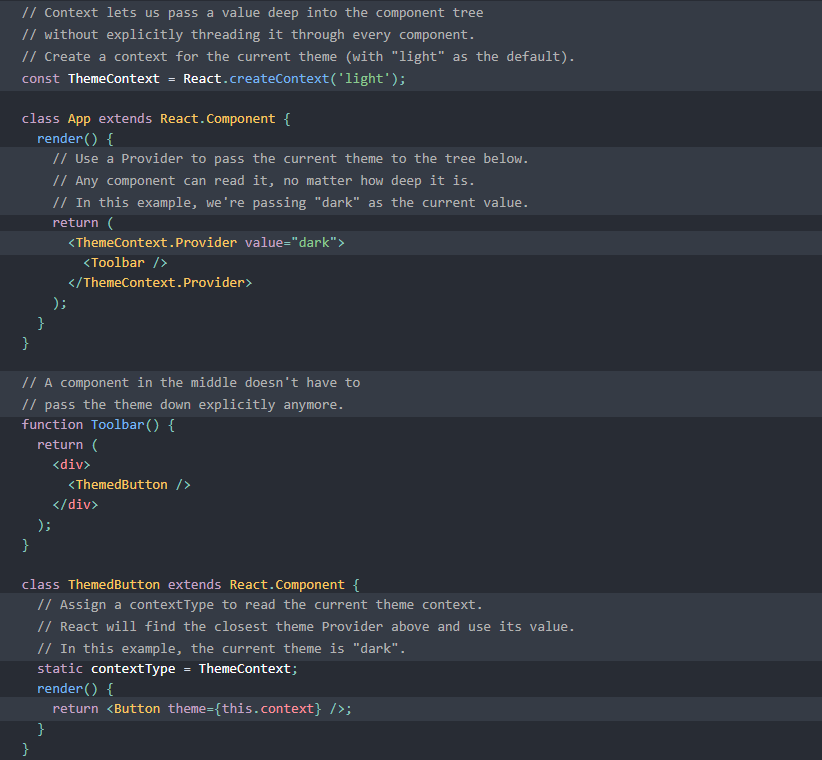 // Context lets us pass a value deep into the component tree
// without explicitly threading it through every component.
// Create a context for the current theme (with "light" as the default).
const ThemeContext = React.createContext('light');

class App extends React.Component {
  render() {
    // Use a Provider to pass the current theme to the tree below.
    // Any component can read it, no matter how deep it is.
    // In this example, we're passing "dark" as the current value.
    return (
      <ThemeContext.Provider value="dark">
        <Toolbar />
      </ThemeContext.Provider>
    );
  }
}

// A component in the middle doesn't have to
// pass the theme down explicitly anymore.
function Toolbar() {
  return (
    <div>
      <ThemedButton />
    </div>
  );
}

class ThemedButton extends React.Component {
  // Assign a contextType to read the current theme context.
  // React will find the closest theme Provider above and use its value.
  // In this example, the current theme is "dark".
  static contextType = ThemeContext;
  render() {
    return <Button theme={this.context} />;
  }
}